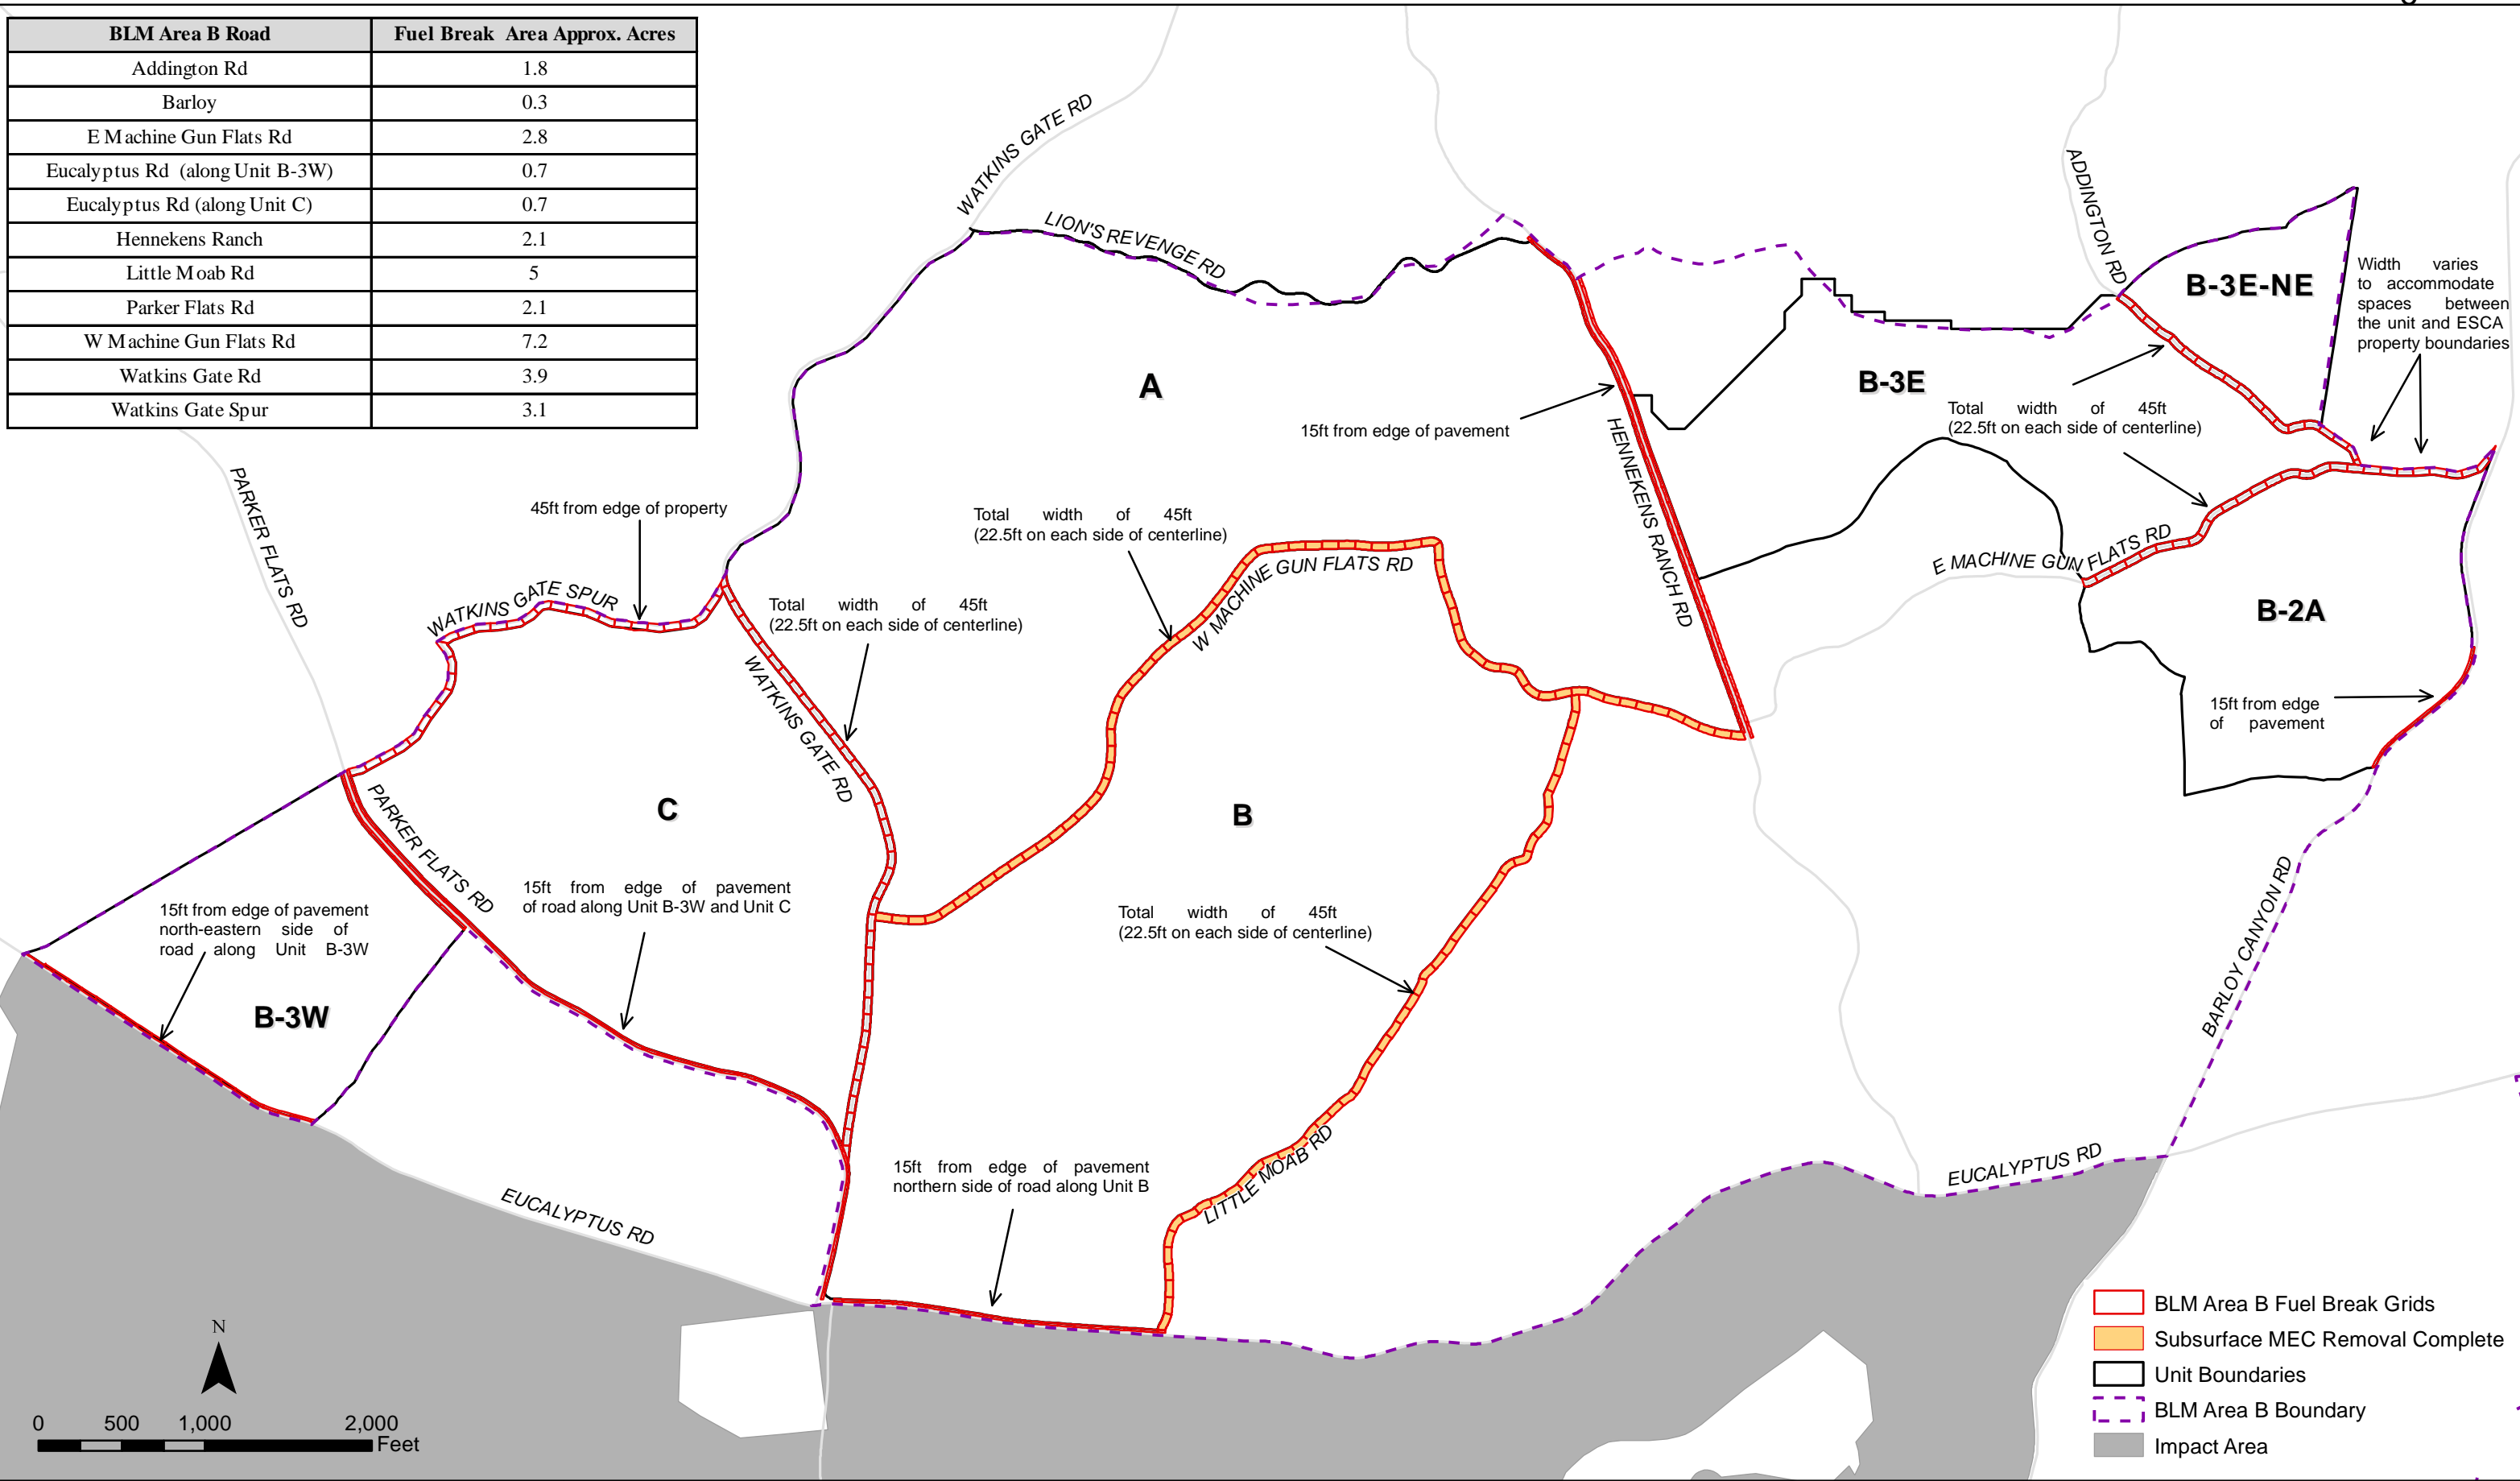 BLM Area B Road Fuel Break Area Approx. Acres
Addington Rd 1.8
Barloy 0.3
E Machine Gun Flats Rd 2.8
Eucalyptus Rd (along Unit B-3W) 0.7
Eucalyptus Rd (along Unit C) 0.7
Hennekens Ranch 2.1
Little Moab Rd 5
Parker Flats Rd 2.1
W Machine Gun Flats Rd 7.2
Watkins Gate Rd 3.9
Watkins Gate Spur 3.1
WATKINS GATE RD
LION'S REVENGE RD
ADDINGTON RD
B-3E-NE
Width varies
to accommodate
spaces between
the unit and ESCA
property boundaries
A
B-3E
15ft from edge of pavement
Total width of 45ft
(22.5ft on each side of centerline)
HENNEKENS RANCH RD
PARKER FLATS RD
45ft from edge of property
Total width of 45ft
(22.5ft on each side of centerline)
W MACHINE GUN FLATS RD
E MACHINE GUN FLATS RD
WATKINS GATE SPUR
Total width of 45ft
(22.5ft on each side of centerline)
B-2A
WATKINS GATE RD
15ft from edge
of pavement
C
B
PARKER FLATS RD
15ft from edge of pavement
of road along Unit B-3W and Unit C
15ft from edge of pavement
north-eastern side of
road along Unit B-3W
Total width of 45ft
(22.5ft on each side of centerline)
BARLOY CANYON RD
B-3W
LITTLE MOAB RD
15ft from edge of pavement
northern side of road along Unit B
EUCALYPTUS RD
EUCALYPTUS RD
N
0 500 1,000 2,000
Feet
BLM Area B Fuel Break Grids
Subsurface MEC Removal Complete
Unit Boundaries
BLM Area B Boundary
Impact Area